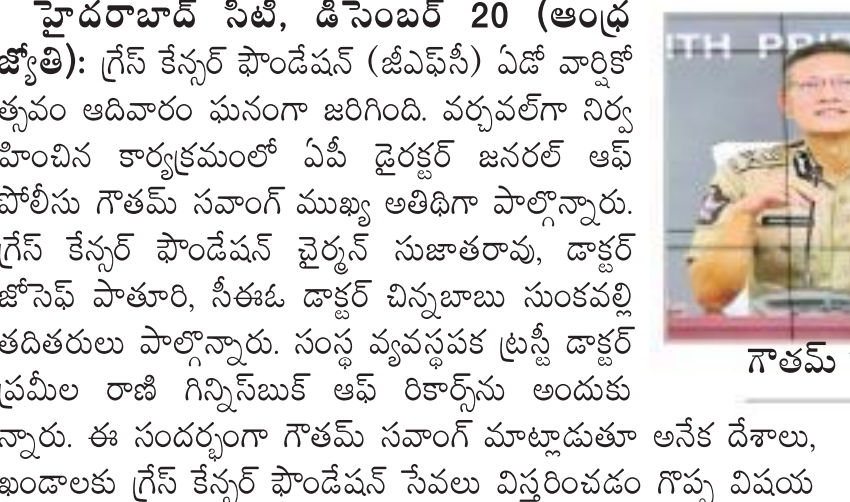 హైదరాబాద్ సిటీ, డిసెంబర్ 20 (ఆంధ్ర
జ్యోతి): గ్రేస్ కేన్సర్ ఫౌండేషన్ (జీఎఫ్‌సీ) ఏడో వార్షికో
త్సవం ఆదివారం ఘనంగా జరిగింది. వర్చువల్‌గా నిర్వ
హించిన కార్యక్రమంలో ఏపీ డైరక్టర్ జనరల్ ఆఫ్
పోలీసు గౌతమ్ సవాంగ్ ముఖ్య అతిథిగా పాల్గొన్నారు.
గ్రేస్ కేన్సర్ ఫౌండేషన్ చైర్మన్ సుజాతరావు, డాక్టర్
జోసెఫ్ పాతూరి, సీఈఓ డాక్టర్ చిన్నబాబు సుంకవల్లి
తదితరులు పాల్గొన్నారు. సంస్థ వ్యవస్థపక ట్రస్టీ డాక్టర్
ప్రమీల రాణి గిన్నిస్‌బుక్ ఆఫ్ రికార్డ్స్‌ను అందుకు
న్నారు. ఈ సందర్భంగా గౌతమ్ సవాంగ్ మాట్లాడుతూ అనేక దేశాలు,
ఖండాలకు గ్రేస్ కేన్సర్ ఫౌండేషన్ సేవలు విస్తరించడం గొప్ప విషయ
ITH PRI
గౌతమ్